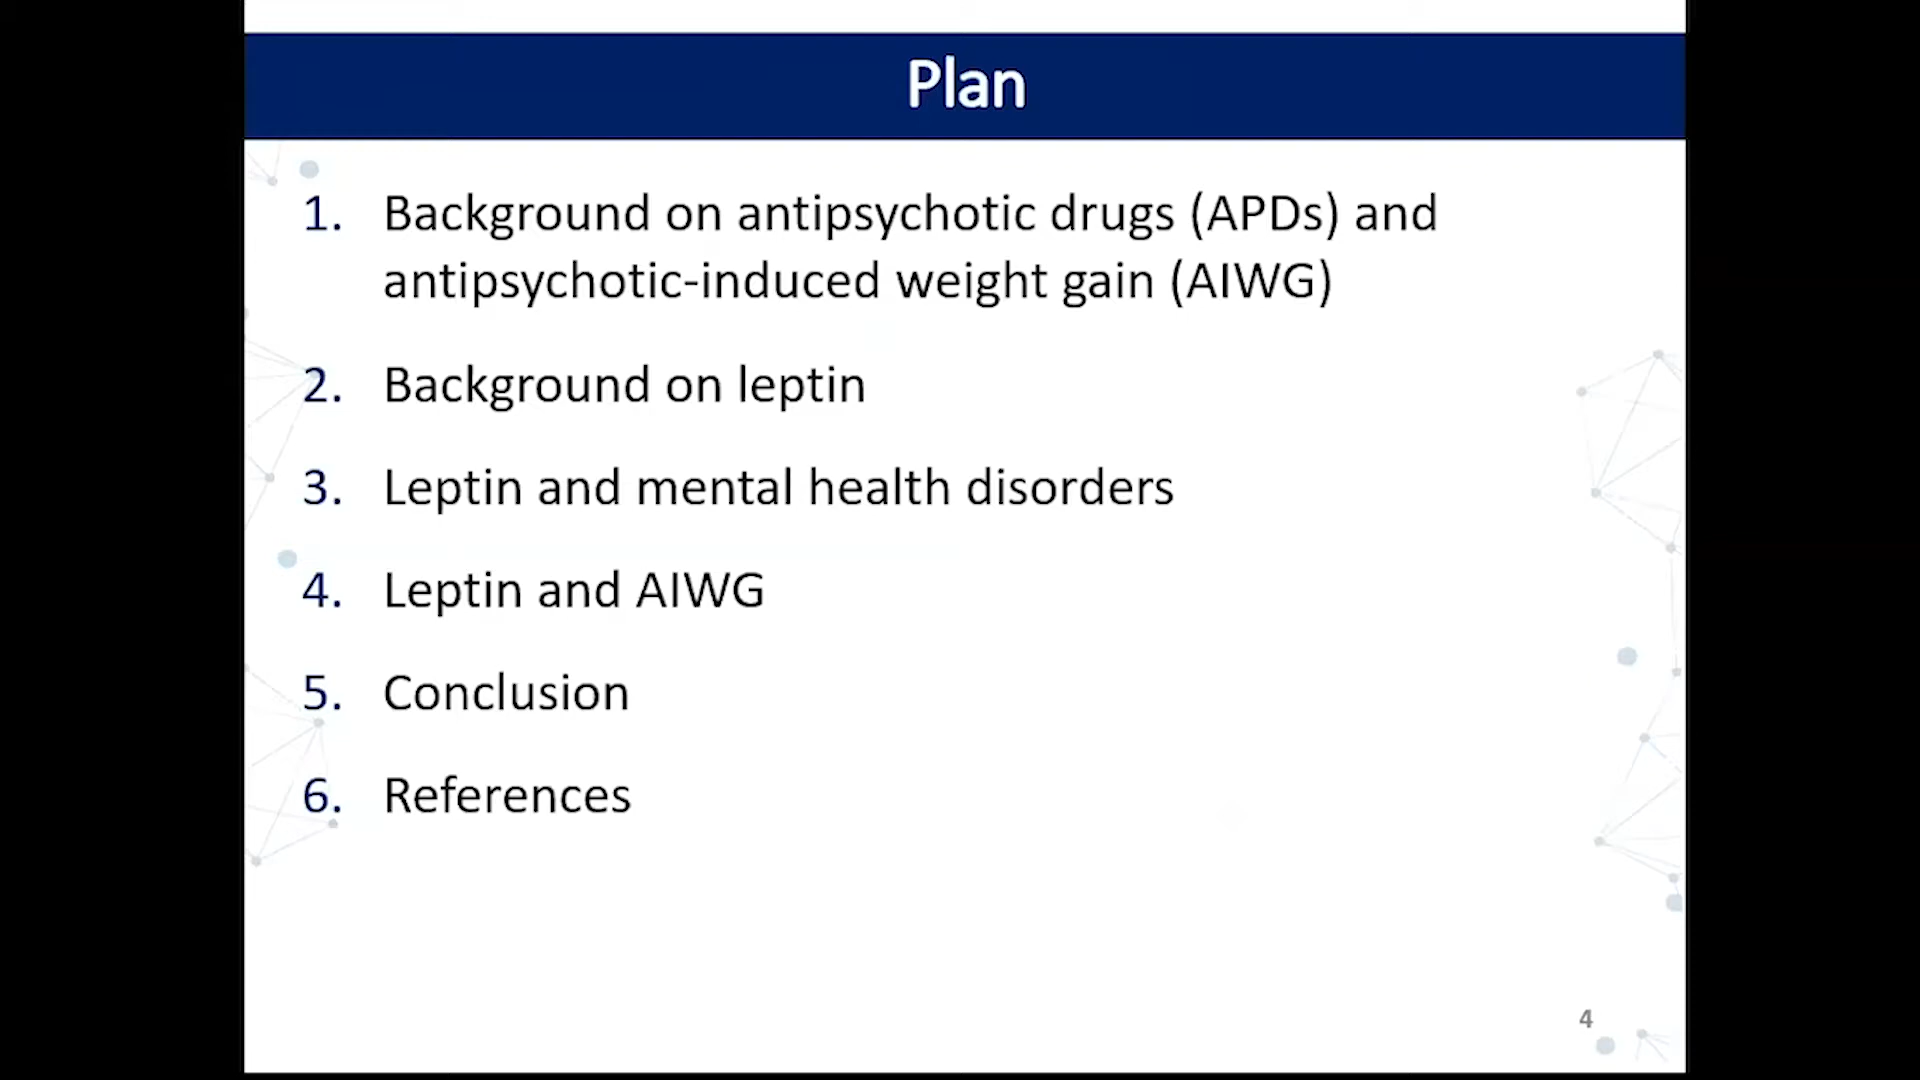 Plan
1. Background on antipsychotic drugs (APDs) and
antipsychotic-induced weight gain (AIWG)
2. Background on leptin
3. Leptin and mental health disorders
4. Leptin and AIWG
5. Conclusion
6. References
4